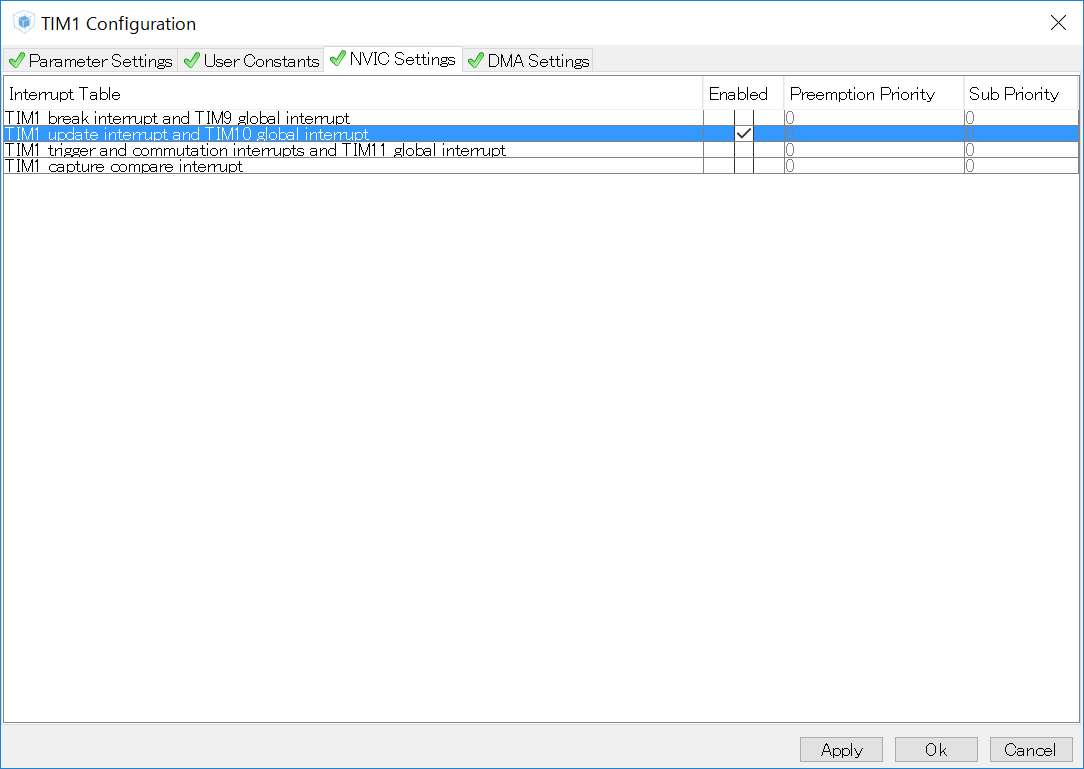 TIM1 Configuration
Parameter Settings User Constants NVIC Settings DMA Settings
Interrupt Table Enabled Preemption Priority Sub Priority
TIM1 break interrupt and TIM9 global interrupt 0 0
TIM1 update interrupt and TIM10 global interrupt 0 0
TIM1 trigger and commutation interrupts and TIM11 global interrupt 0 0
TIM1 capture compare interrupt 0 0
Apply Ok Cancel